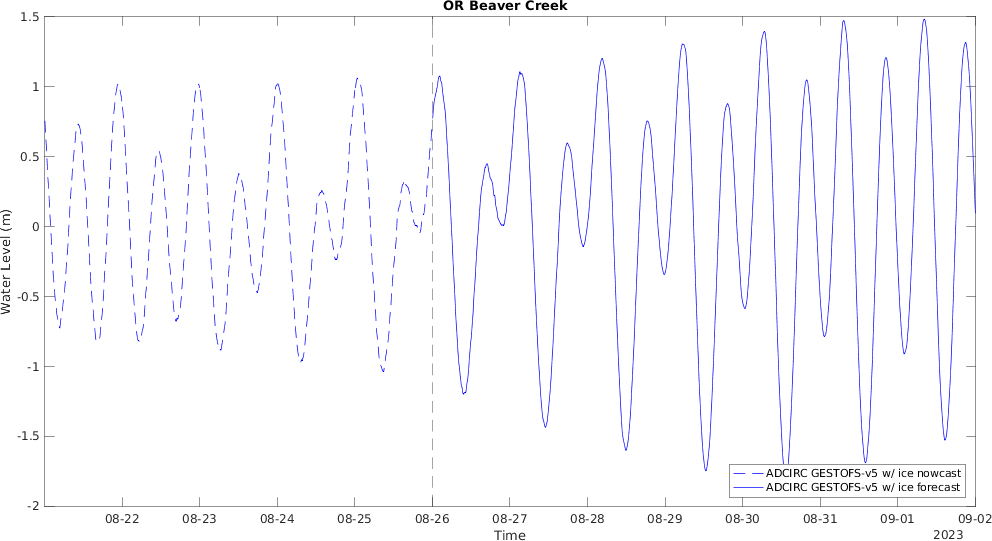 OR Beaver Creek
Water Level (m)
1.5
1
0.5
0
-0.5
-1
-1.5
-2
08-22 08-23 08-24 08-25 08-26 08-27 08-28 08-29 08-30 08-31 09-01 09-02
Time
2023
ADCIRC GESTOFS-v5 w/ ice nowcast
ADCIRC GESTOFS-v5 w/ ice forecast